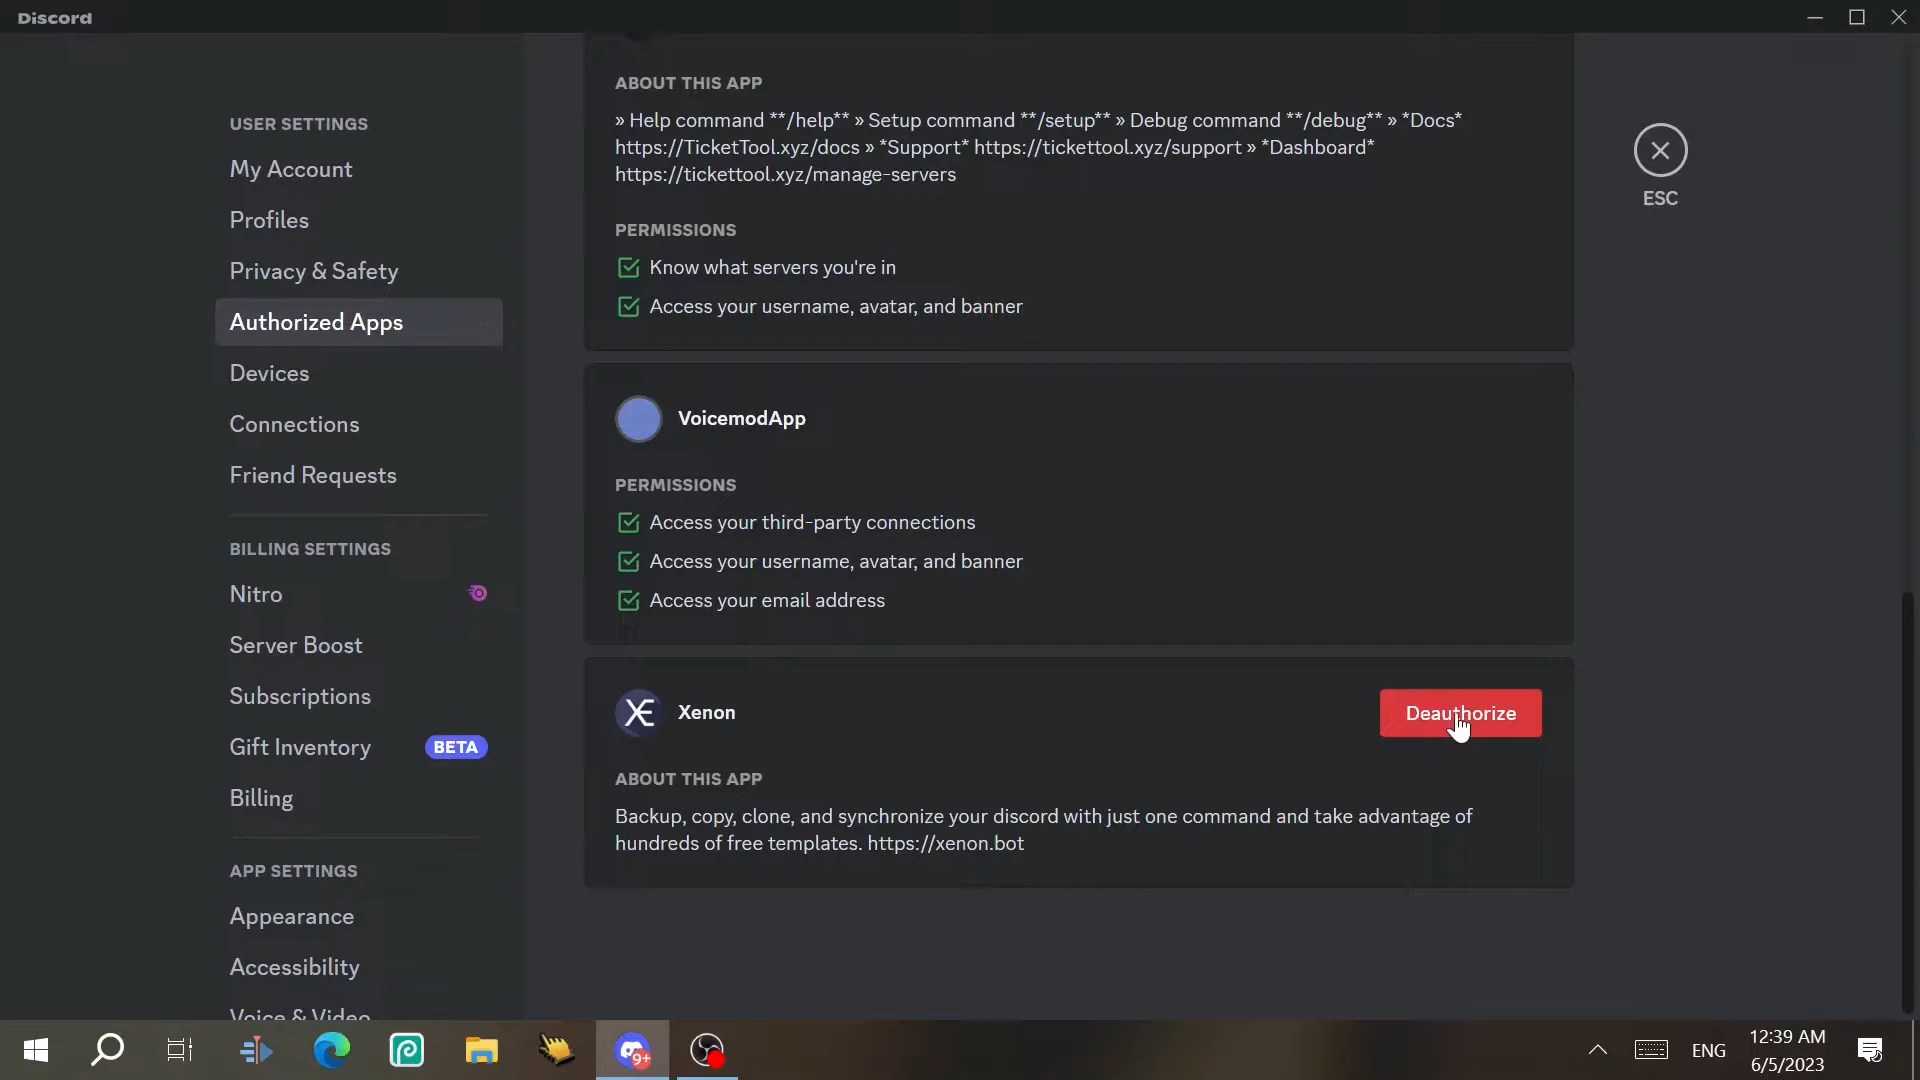 Discord
USER SETTINGS
My Account
Profiles
Privacy & Safety
Authorized Apps
Devices
Connections
Friend Requests
BILLING SETTINGS
Nitro
Server Boost
Subscriptions
Gift Inventory BETA
Billing
APP SETTINGS
Appearance
Accessibility
Voice & Video
ABOUT THIS APP
» Help command **/help** » Setup command **/setup** » Debug command **/debug** » *Docs*
https://TicketTool.xyz/docs » *Support* https://tickettool.xyz/support » *Dashboard*
https://tickettool.xyz/manage-servers
PERMISSIONS
Know what servers you're in
Access your username, avatar, and banner
VoicemodApp
PERMISSIONS
Access your third-party connections
Access your username, avatar, and banner
Access your email address
Xenon
Deauthorize
ABOUT THIS APP
Backup, copy, clone, and synchronize your discord with just one command and take advantage of
hundreds of free templates. https://xenon.bot
ESC
9+
ENG
12:39 AM
6/5/2023